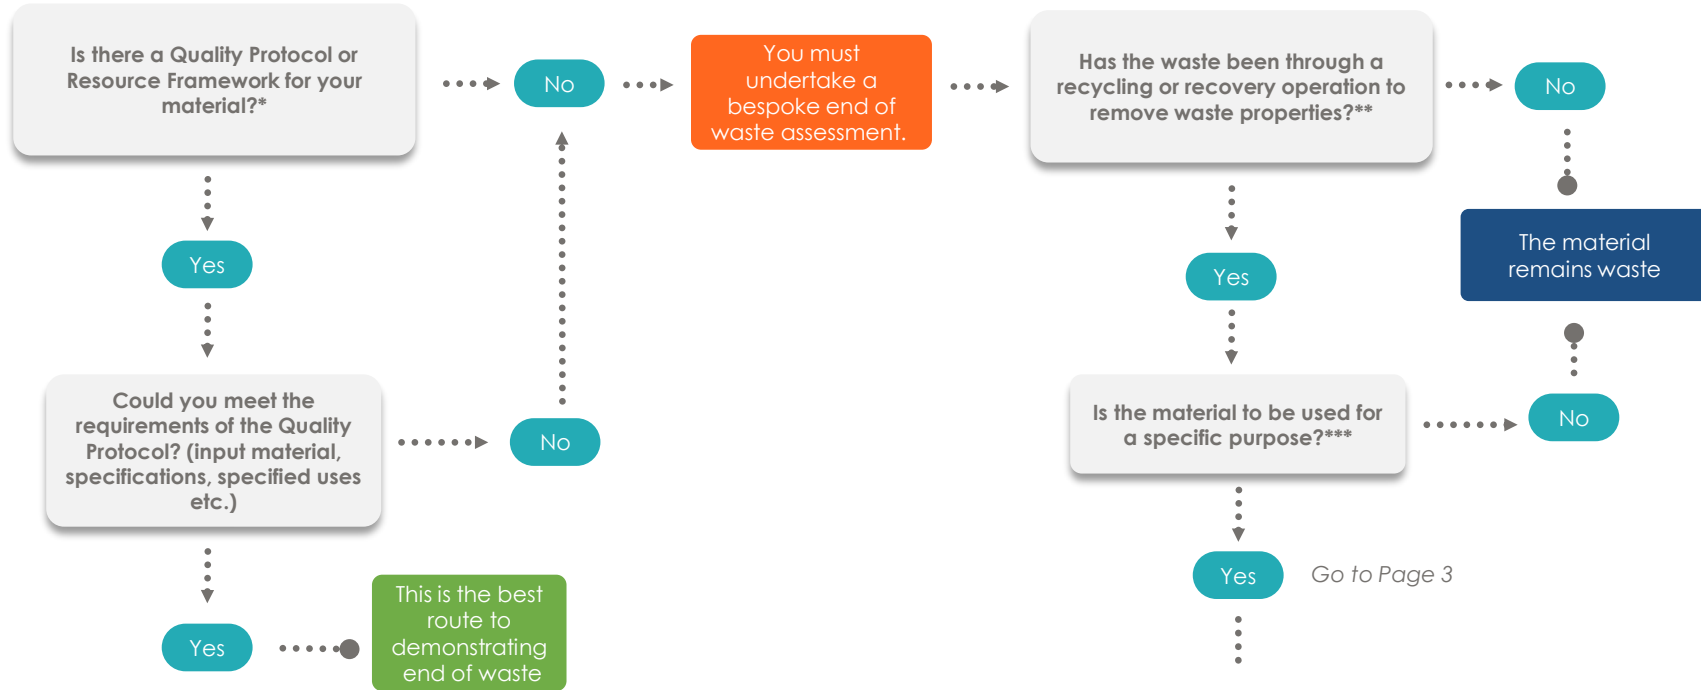 Is there a Quality Protocol or
Resource Framework for your
material?*
No
You must
undertake a
bespoke end of
waste assessment.
Has the waste been through a
recycling or recovery operation to
remove waste properties?**
No
Yes
Yes
The material
remains waste
Could you meet the
requirements of the Quality
Protocol? (input material,
specifications, specified uses
etc.)
No
Is the material to be used for
a specific purpose?***
No
Yes
This is the best
route to
demonstrating
end of waste
Yes
Go to Page 3